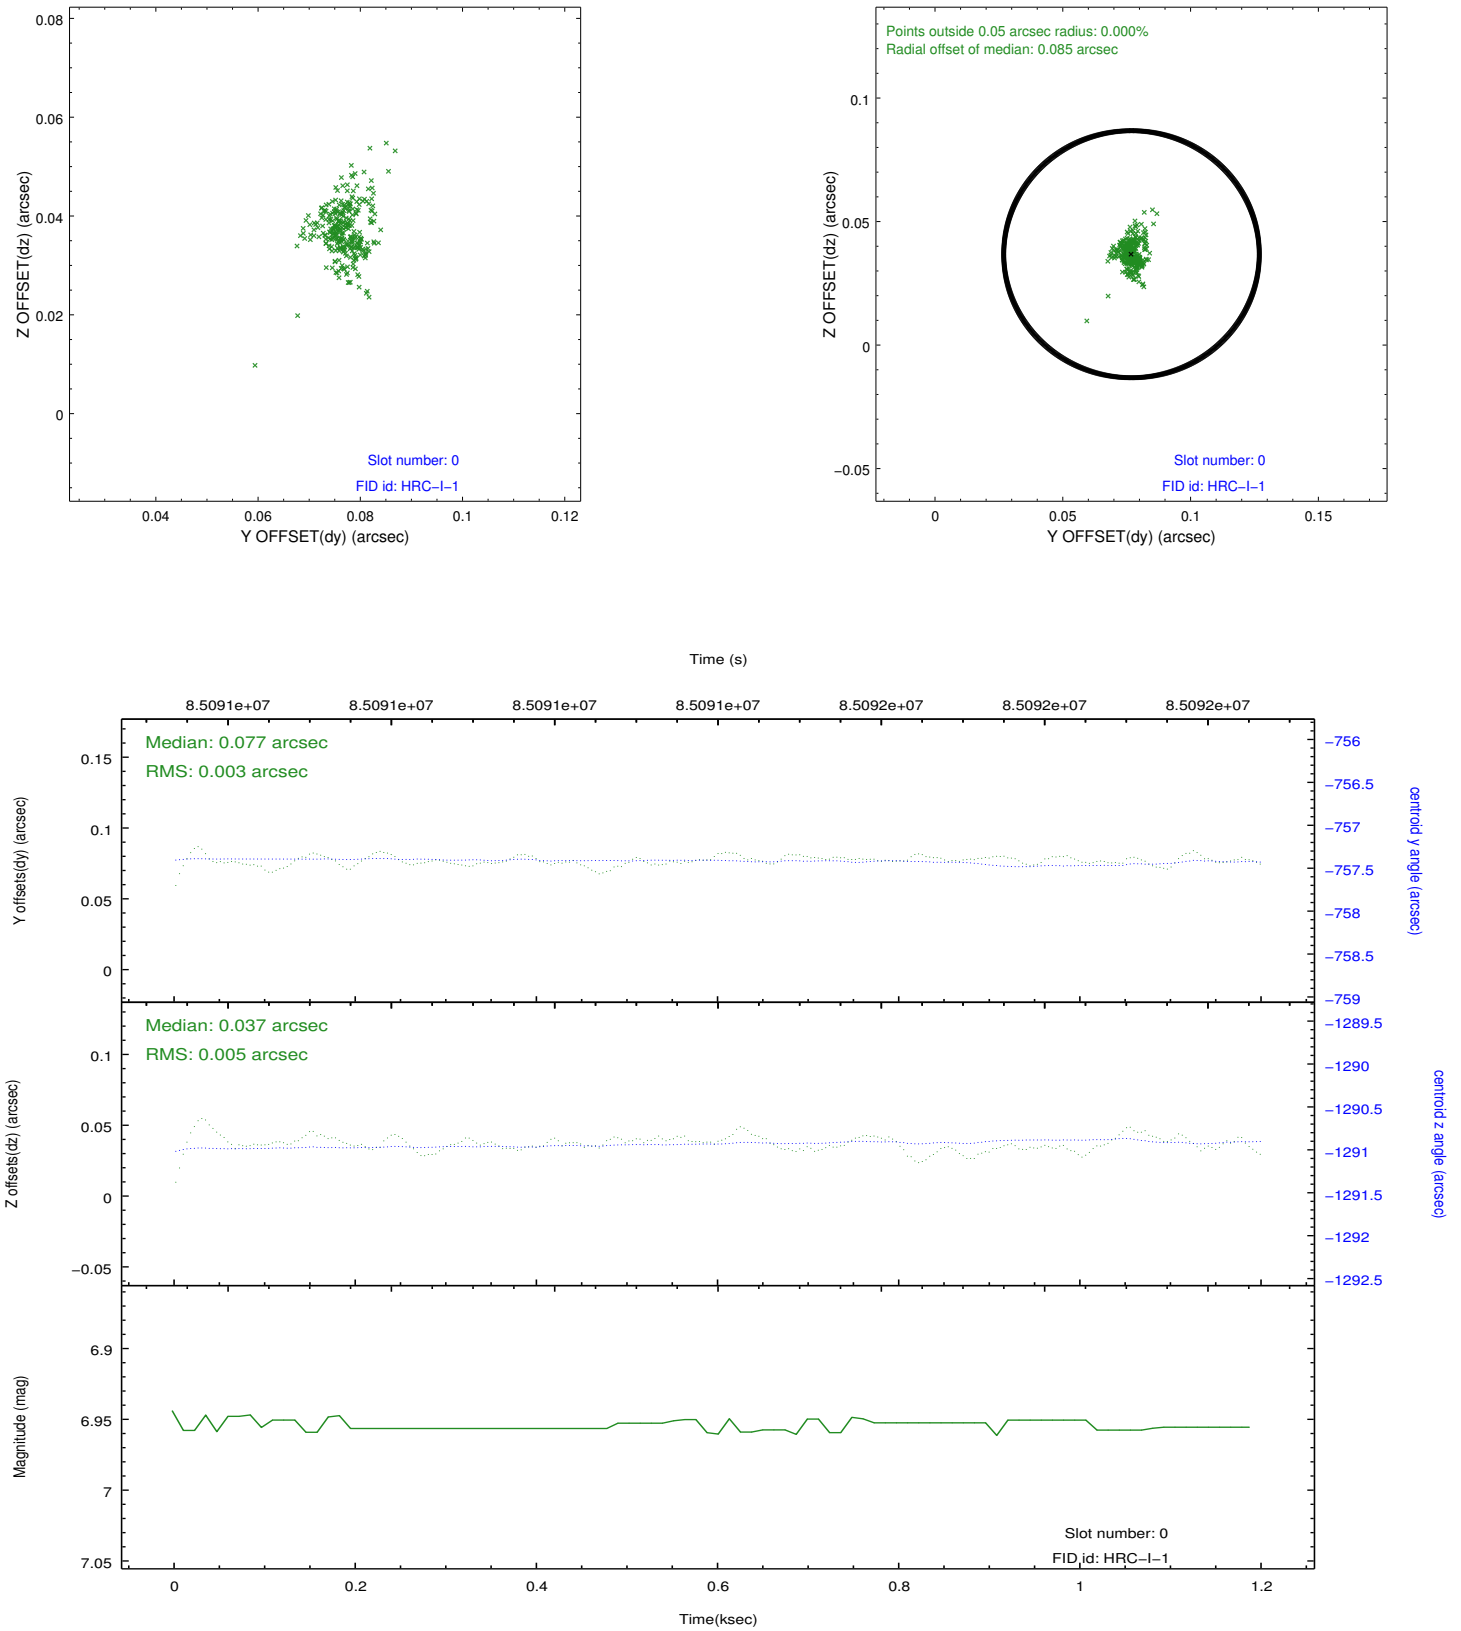 0.08
0.06
0.04
0.02
0
Z OFFSET(dz) (arcsec)
Slot number: 0
FID id: HRC−I−1
0.04 0.06 0.08 0.1 0.12
Y OFFSET(dy) (arcsec)
Points outside 0.05 arcsec radius: 0.000%
Radial offset of median: 0.085 arcsec
0.1
0.05
0
−0.05
Z OFFSET(dz) (arcsec)
Slot number: 0
FID id: HRC−I−1
0 0.05 0.1 0.15
Y OFFSET(dy) (arcsec)
Time (s)
8.5091e+07 8.5091e+07 8.5091e+07 8.5091e+07 8.5092e+07 8.5092e+07 8.5092e+07
Median: 0.077 arcsec
RMS: 0.003 arcsec
0.15
0.1
0.05
0
Y offsets(dy) (arcsec)
−756
−756.5
−757
−757.5
−758
−758.5
−759
centroid y angle (arcsec)
Median: 0.037 arcsec
RMS: 0.005 arcsec
0.1
0.05
0
−0.05
Z offsets(dz) (arcsec)
−1289.5
−1290
−1290.5
−1291
−1291.5
−1292
−1292.5
centroid z angle (arcsec)
6.9
6.95
7
7.05
Magnitude (mag)
Slot number: 0
FID id: HRC−I−1
0 0.2 0.4 0.6 0.8 1 1.2
Time(ksec)